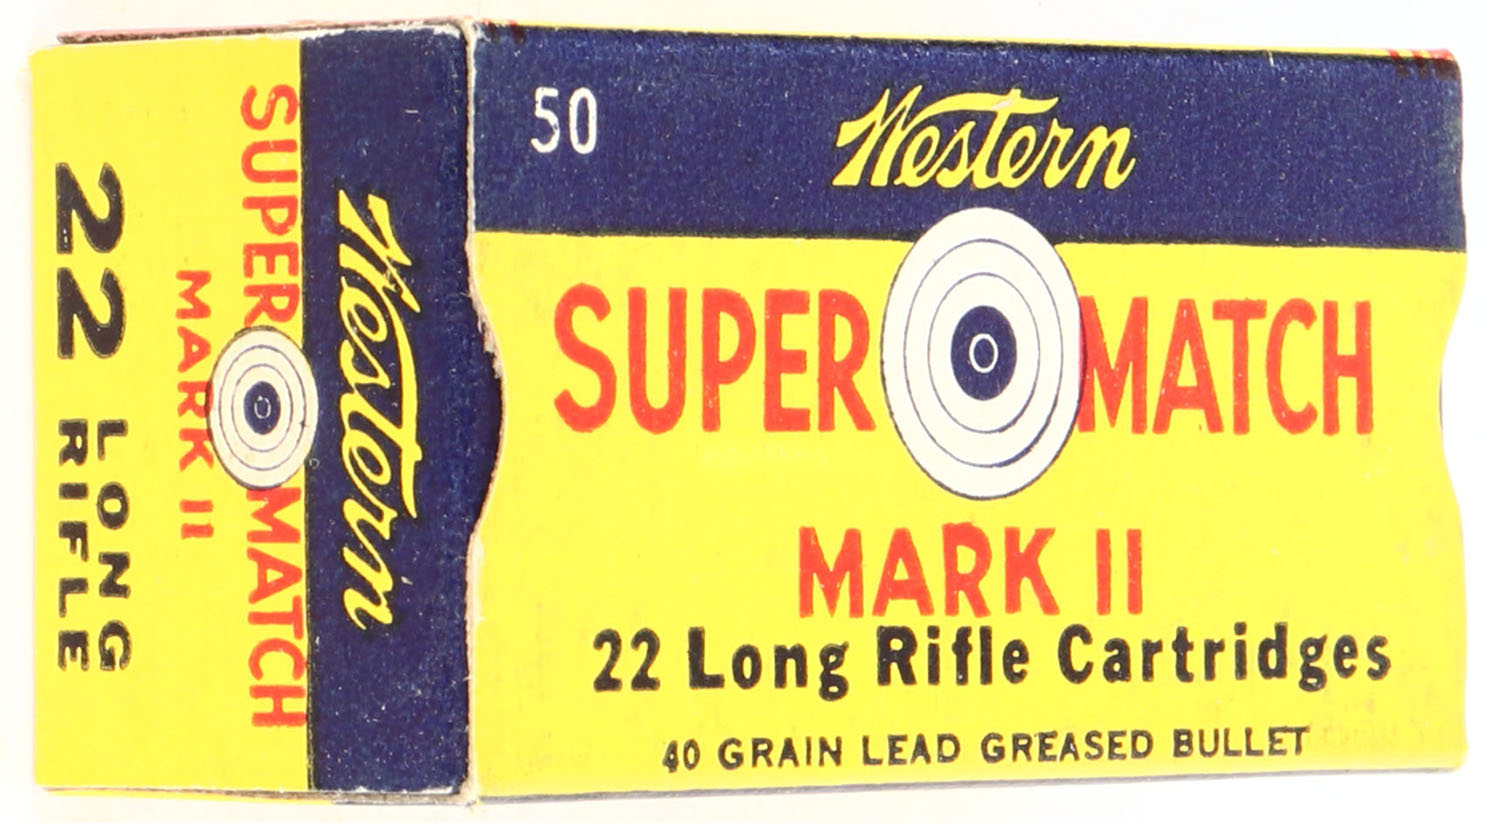 50
Western
SUPER MATCH
MARK II
22 Long Rifle Cartridges
40 GRAIN LEAD GREASED BULLET
Western
SUPER MATCH
MARK II
22 LONG
RIFLE